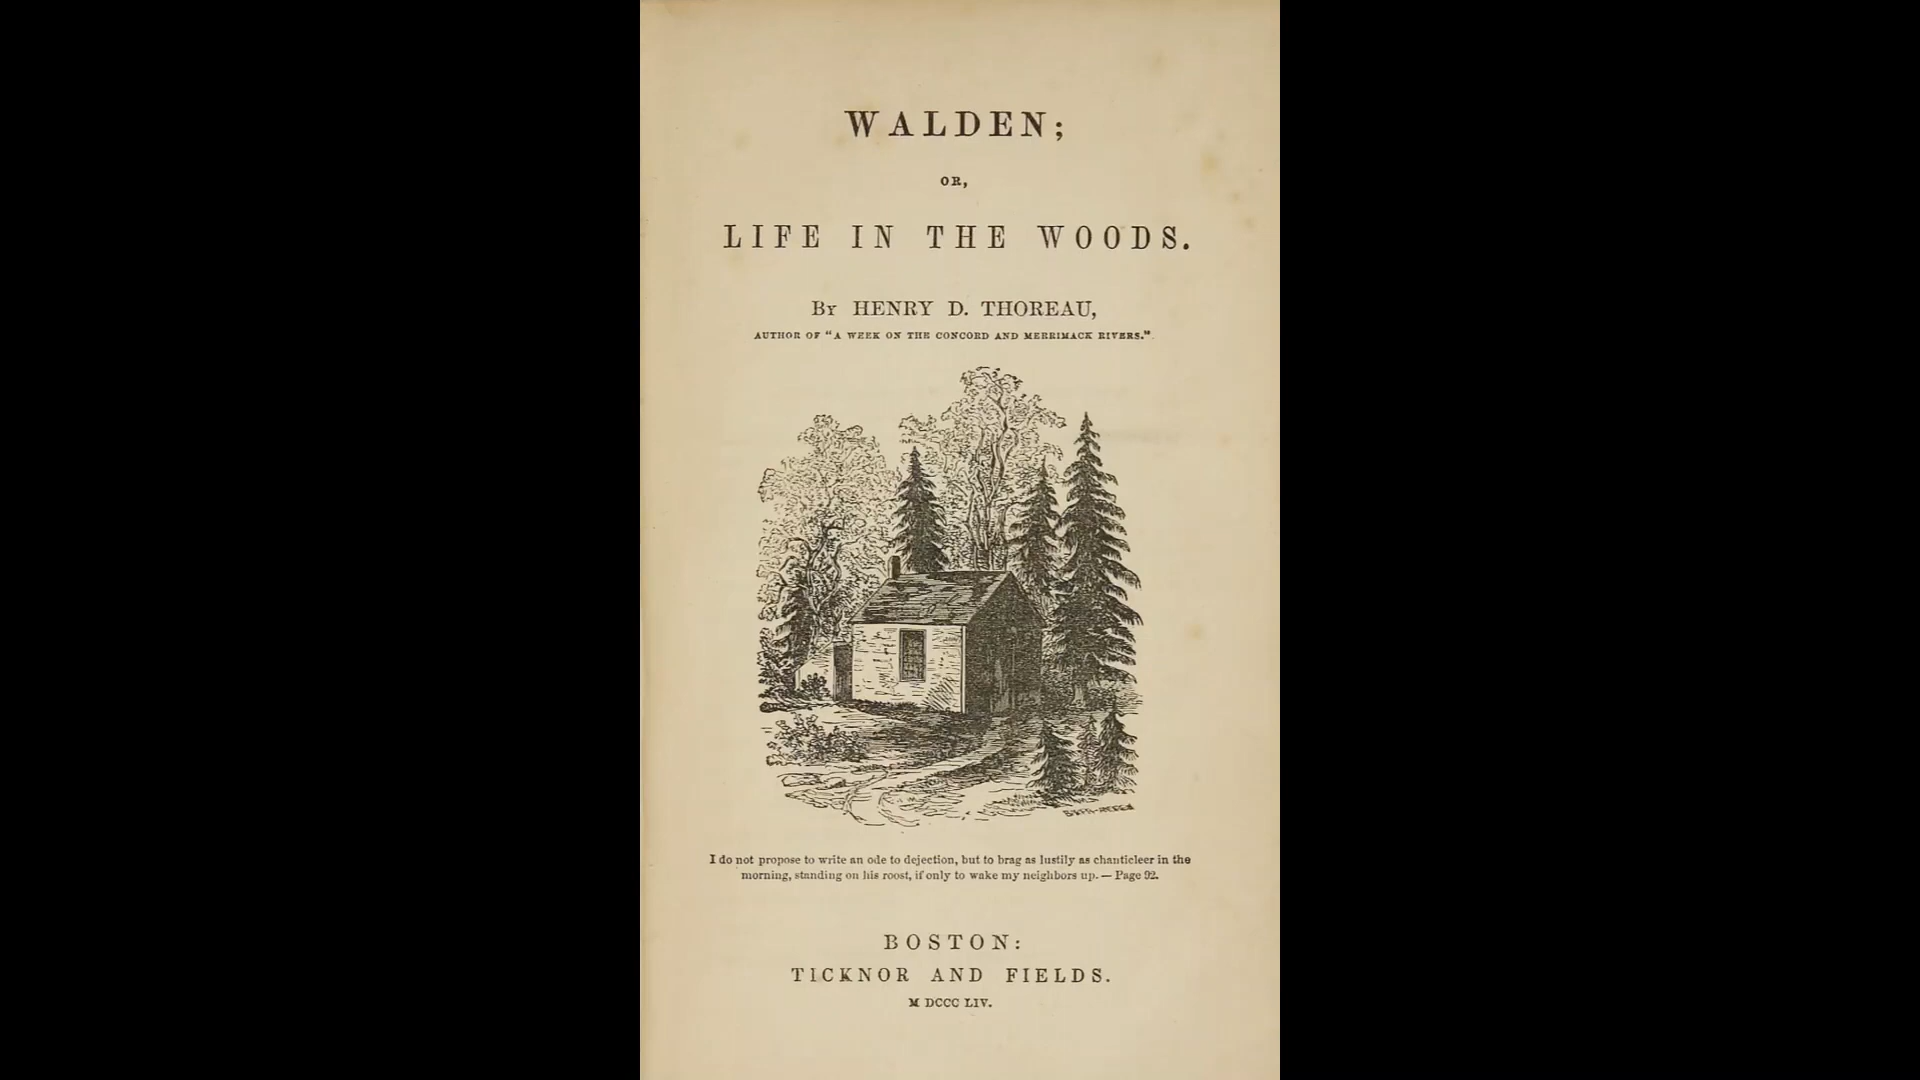 WALDEN;
OR,
LIFE IN THE WOODS.
By HENRY D. THOREAU,
AUTHOR OF "A WEEK ON THE CONCORD AND MERRIMACK RIVERS."
I do not propose to write an ode to dejection, but to brag as lustily as chanticleer in the
morning, standing on his roost, if only to wake my neighbors up. — Page 92.
BOSTON:
TICKNOR AND FIELDS.
M DCCC LIV.